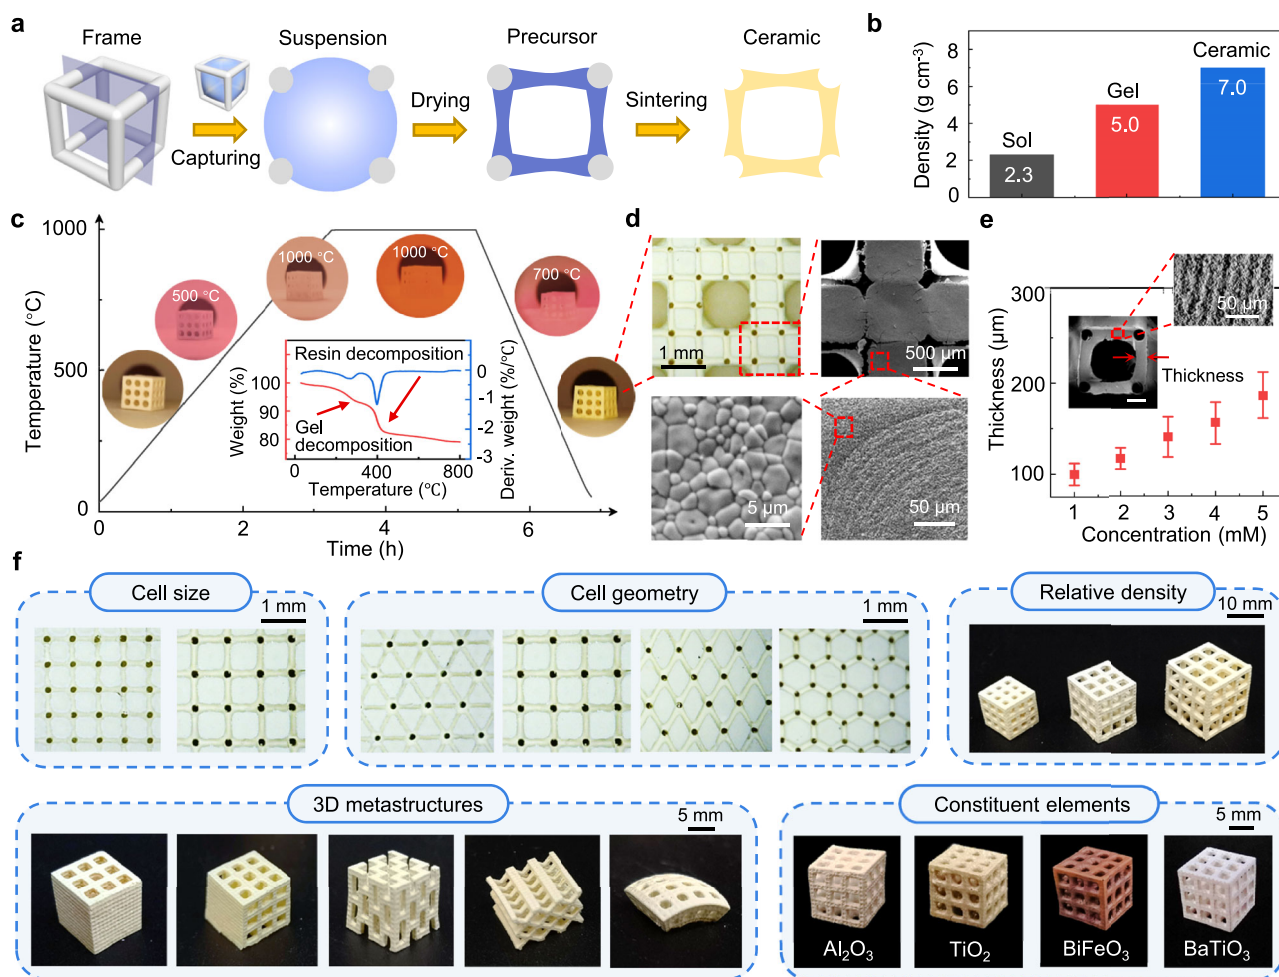 a
Frame
Suspension
Precursor
Ceramic
Capturing
Drying
Sintering
b
Density (g cm⁻³)
8
6
4
2
0
Sol
2.3
Gel
5.0
Ceramic
7.0
c
Temperature (°C)
1000
500
0
0
2
4
6
Time (h)
500 °C
1000 °C
1000 °C
700 °C
Resin decomposition
Gel
decomposition
Weight (%)
100
90
80
0
400
800
Temperature (°C)
0
-1
-2
-3
Deriv. weight (%/°C)
d
1 mm
500 µm
5 µm
50 µm
e
50 µm
Thickness
Thickness (µm)
300
200
100
1
2
3
4
5
Concentration (mM)
f
Cell size
1 mm
Cell geometry
1 mm
Relative density
10 mm
3D metastructures
5 mm
Constituent elements
5 mm
Al₂O₃
TiO₂
BiFeO₃
BaTiO₃